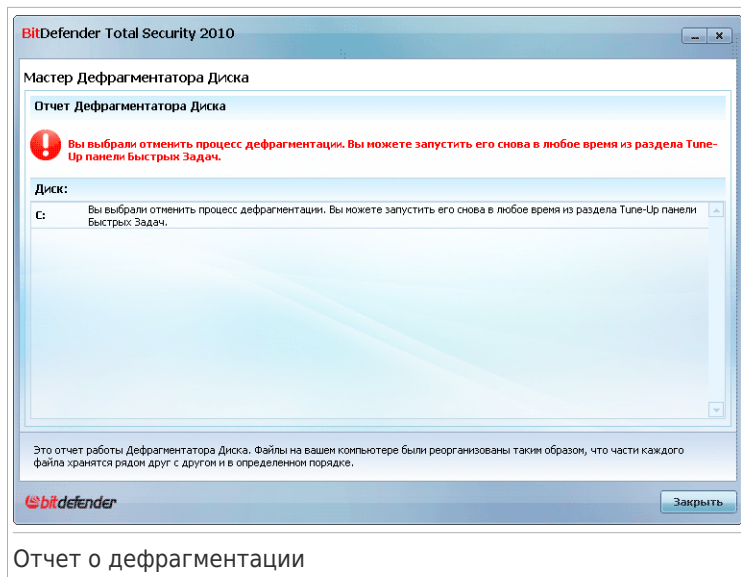 BitDefender Total Security 2010
Мастер Дефрагментатора Диска
Отчет Дефрагментатора Диска
Вы выбрали отменить процесс дефрагментации. Вы можете запустить его снова в любое время из раздела Tune-
Up панели Быстрых Задач.
Диск:
C: Вы выбрали отменить процесс дефрагментации. Вы можете запустить его снова в любое время из раздела Tune-Up панели
Быстрых Задач.
Это отчет работы Дефрагментатора Диска. Файлы на вашем компьютере были реорганизованы таким образом, что части каждого
файла хранятся рядом друг с другом и в определенном порядке.
bitdefender
Закрыть
Отчет о дефрагментации